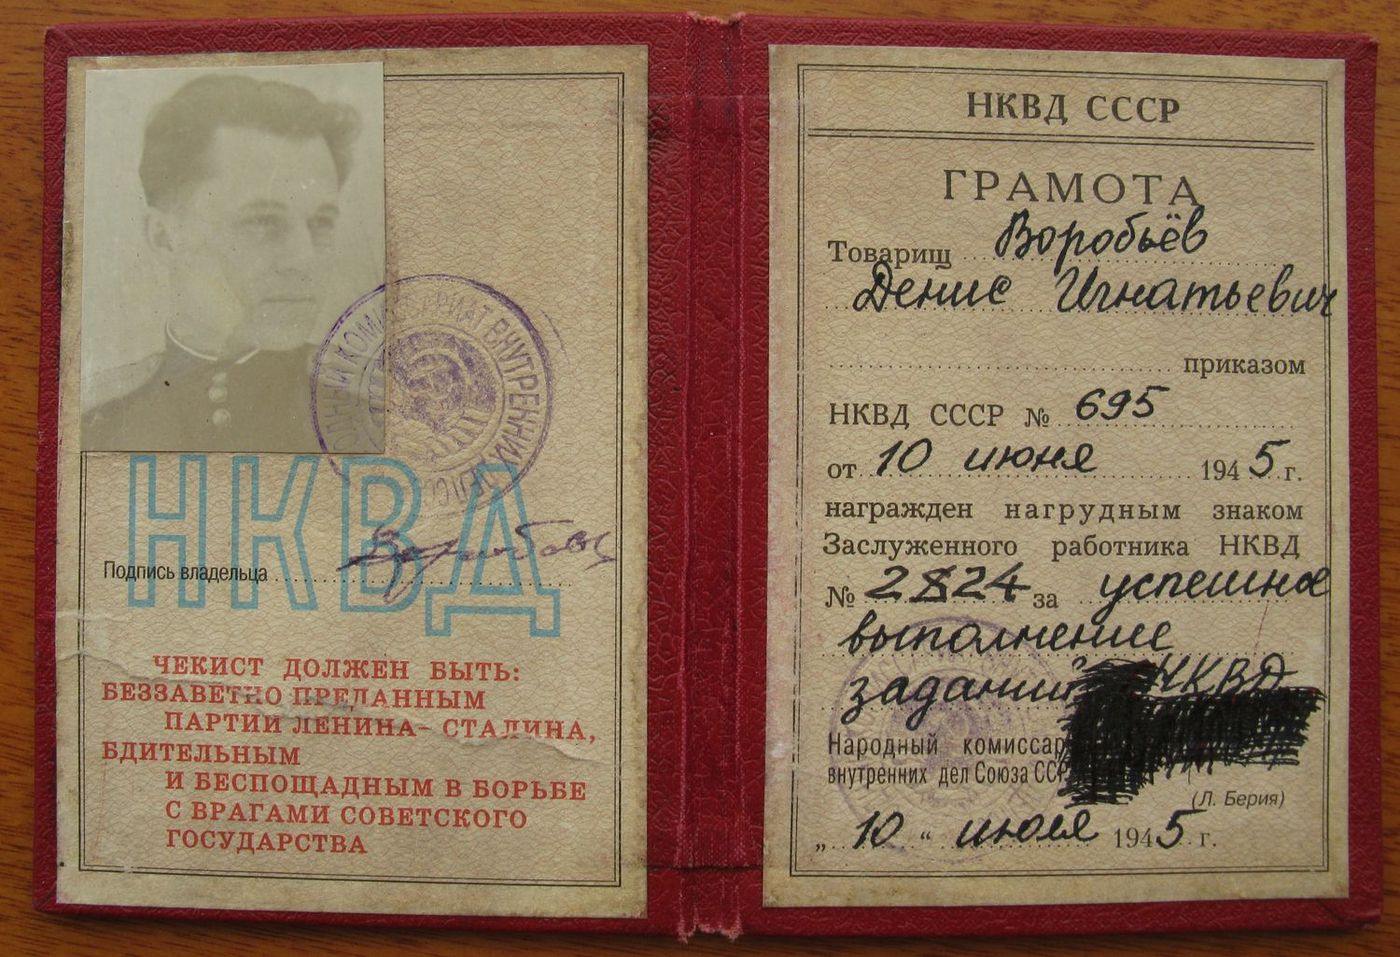 НКВД
Подпись владельца
ЧЕКИСТ ДОЛЖЕН БЫТЬ:
БЕЗЗАВЕТНО ПРЕДАННЫМ
ПАРТИИ ЛЕНИНА– СТАЛИНА,
БДИТЕЛЬНЫМ
И БЕСПОЩАДНЫМ В БОРЬБЕ
С ВРАГАМИ СОВЕТСКОГО
ГОСУДАРСТВА
НКВД СССР
ГРАМОТА
Товарищ Воробьёв
Денис Игнатьевич
приказом
НКВД СССР № 695
от 10 июня 1945 г.
награжден нагрудным знаком
Заслуженного работника НКВД
№ 2824 за успешное
выполнение
заданий НКВД
Народный комиссар
внутренних дел Союза ССР
(Л. Берия)
„ 10 “ июля 1945 г.